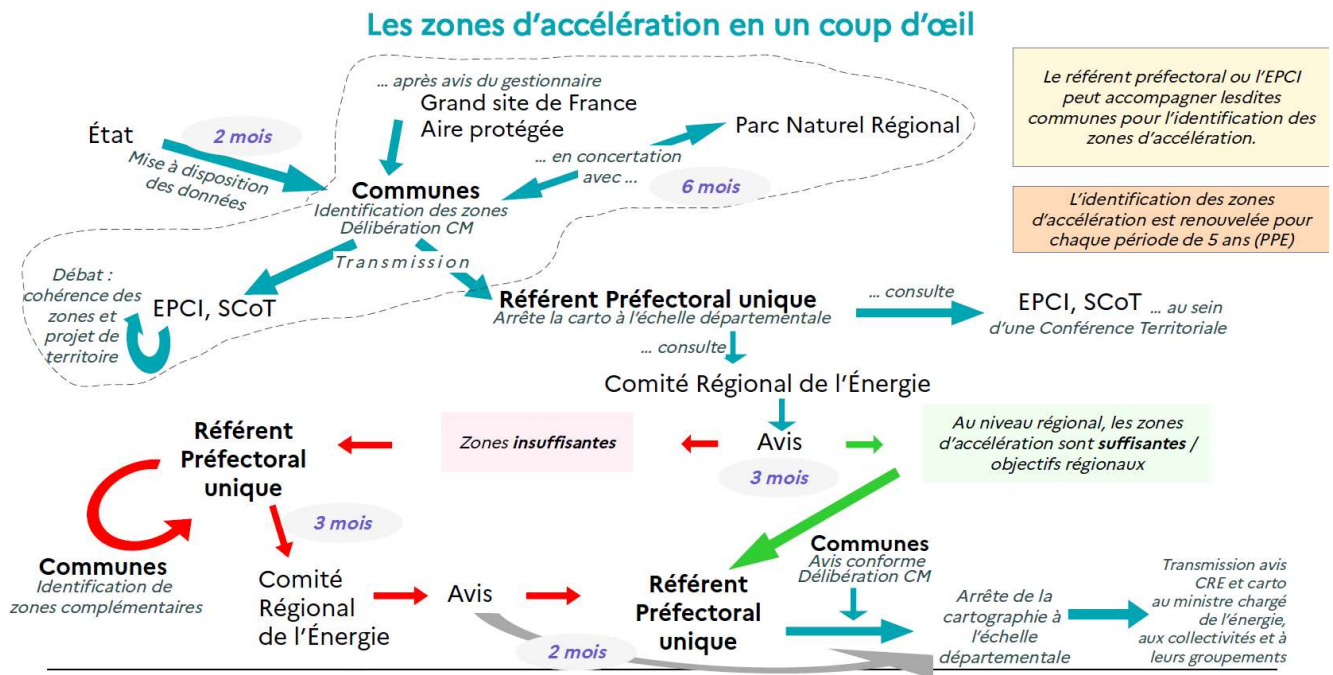 Les zones d'accélération en un coup d'œil
... après avis du gestionnaire
Grand site de France
Aire protégée
État
2 mois
Mise à disposition
des données
Parc Naturel Régional
... en concertation
avec ...
6 mois
Communes
Identification des zones
Délibération CM
Le référent préfectoral ou l'EPCI
peut accompagner lesdites
communes pour l'identification des
zones d'accélération.
L'identification des zones
d'accélération est renouvelée pour
chaque période de 5 ans (PPE)
Transmission
Débat :
cohérence des
zones et
projet de
territoire
EPCI, SCoT
Référent Préfectoral unique
Arrête la carto à l'échelle départementale
... consulte
EPCI, SCoT ... au sein
d'une Conférence Territoriale
... consulte
Comité Régional de l'Énergie
Avis
3 mois
Zones insuffisantes
Au niveau régional, les zones
d'accélération sont suffisantes /
objectifs régionaux
Référent
Préfectoral
unique
3 mois
Communes
Identification de
zones complémentaires
Comité
Régional
de l'Énergie
Avis
2 mois
Référent
Préfectoral
unique
Communes
Avis conforme
Délibération CM
Arrête de la
cartographie à
l'échelle
départementale
Transmission avis
CRE et carto
au ministre chargé
de l'énergie,
aux collectivités et à
leurs groupements